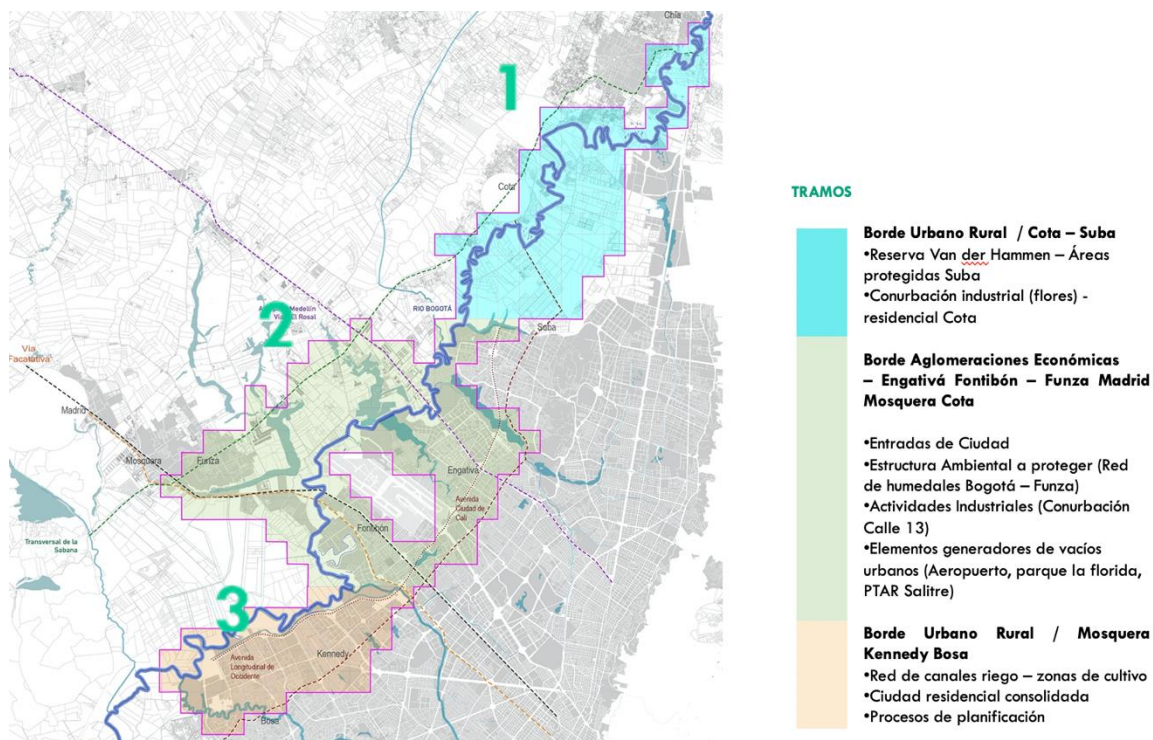 Chía
1
Cota
2
Medellín
RIO BOGOTÁ
Vía El Rosal
Suba
Vía
Facatativa
Madrid
Mosquera
Funza
Engativá
Avenida
Ciudad de
Cali
Fontibón
Transversal de la
Sabana
3
Kennedy
Avenida
Longitudinal de
Occidente
Bosa
TRAMOS
Borde Urbano Rural / Cota – Suba
•Reserva Van der Hammen – Áreas
protegidas Suba
•Conurbación industrial (flores) -
residencial Cota
Borde Aglomeraciones Económicas
– Engativá Fontibón – Funza Madrid
Mosquera Cota
•Entradas de Ciudad
•Estructura Ambiental a proteger (Red
de humedales Bogotá – Funza)
•Actividades Industriales (Conurbación
Calle 13)
•Elementos generadores de vacíos
urbanos (Aeropuerto, parque la florida,
PTAR Salitre)
Borde Urbano Rural / Mosquera
Kennedy Bosa
•Red de canales riego – zonas de cultivo
•Ciudad residencial consolidada
•Procesos de planificación